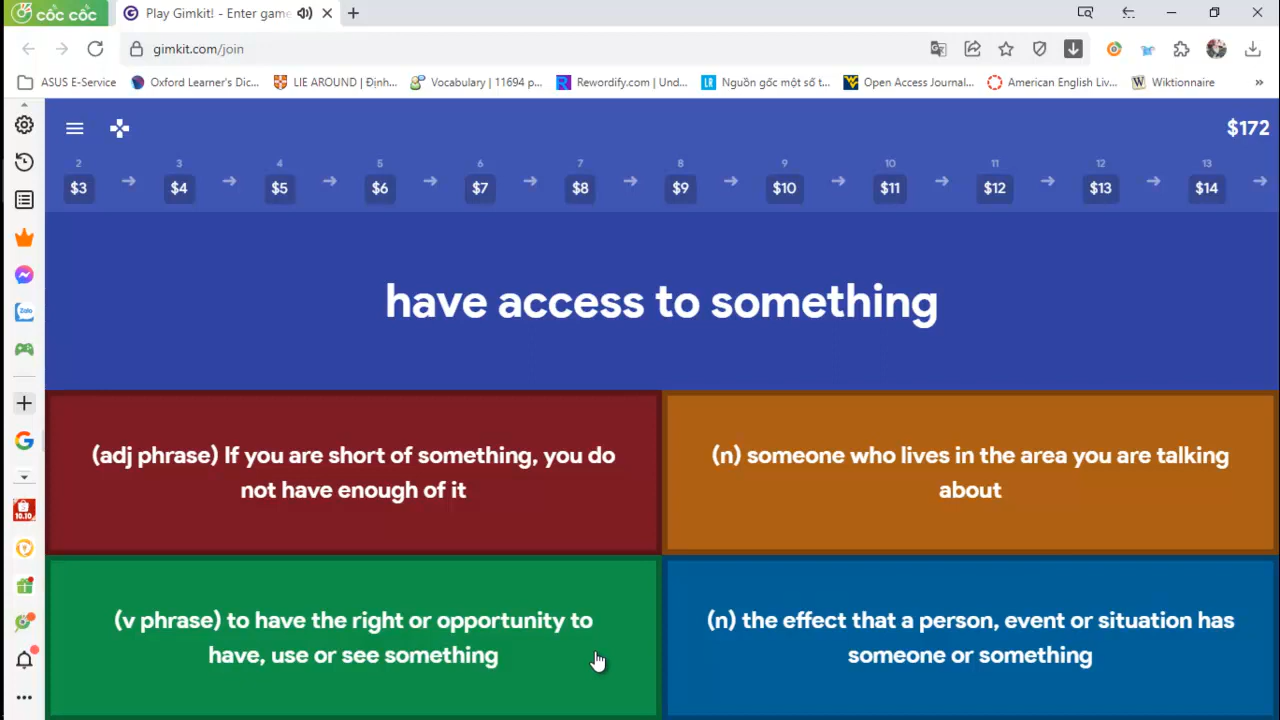 cốc cốc
Play Gimkit! - Enter game
gimkit.com/join
ASUS E-Service
Oxford Learner's Dic...
LIE AROUND | Định...
Vocabulary | 11694 p...
Rewordify.com | Und...
Nguồn gốc một số t...
Open Access Journal...
American English Liv...
Wiktionnaire
$172
2 3 4 5 6 7 8 9 10 11 12 13
$3 $4 $5 $6 $7 $8 $9 $10 $11 $12 $13 $14
have access to something
(adj phrase) If you are short of something, you do
not have enough of it
(n) someone who lives in the area you are talking
about
(v phrase) to have the right or opportunity to
have, use or see something
(n) the effect that a person, event or situation has
someone or something
Zalo
10.10